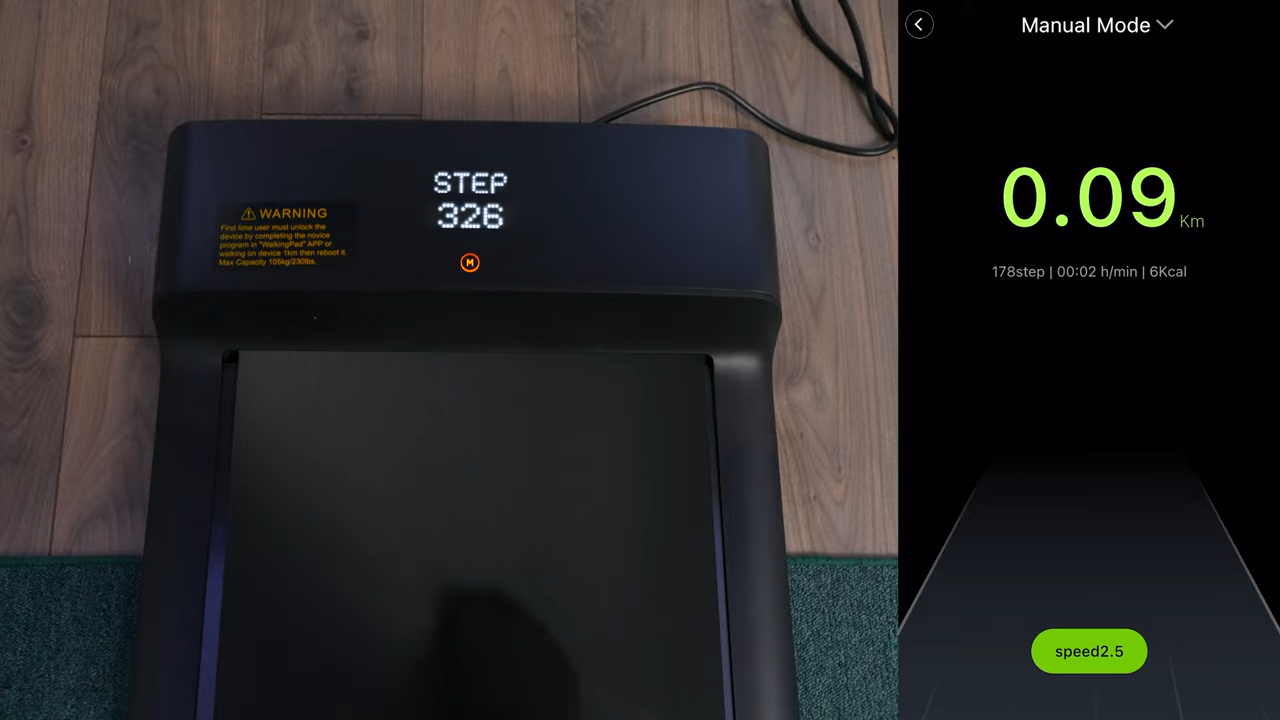 STEP
326
M
WARNING
First time user must unlock the
device by completing the novice
program in "WalkingPad" APP or
walking on device 1km then reboot it.
Max Capacity 105kg/230lbs.
Manual Mode
0.09 Km
178step | 00:02 h/min | 6Kcal
speed2.5